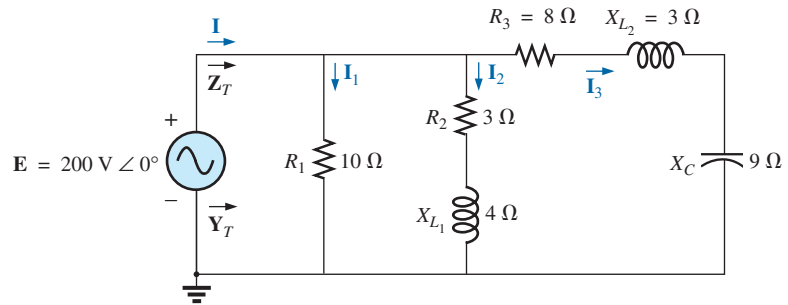 R3 = 8 Ω
XL2 = 3 Ω
I
ZT
I1
I2
I3
+
E = 200 V ∠ 0°
−
YT
R1
10 Ω
R2
3 Ω
XL1
4 Ω
XC
9 Ω